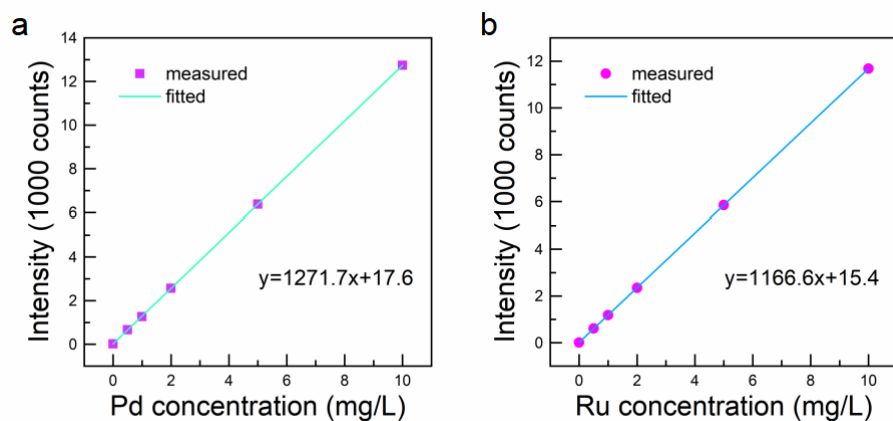 a
14
12
10
8
6
4
2
0
Intensity (1000 counts)
measured
fitted
y=1271.7x+17.6
0 2 4 6 8 10
Pd concentration (mg/L)
b
12
10
8
6
4
2
0
Intensity (1000 counts)
measured
fitted
y=1166.6x+15.4
0 2 4 6 8 10
Ru concentration (mg/L)